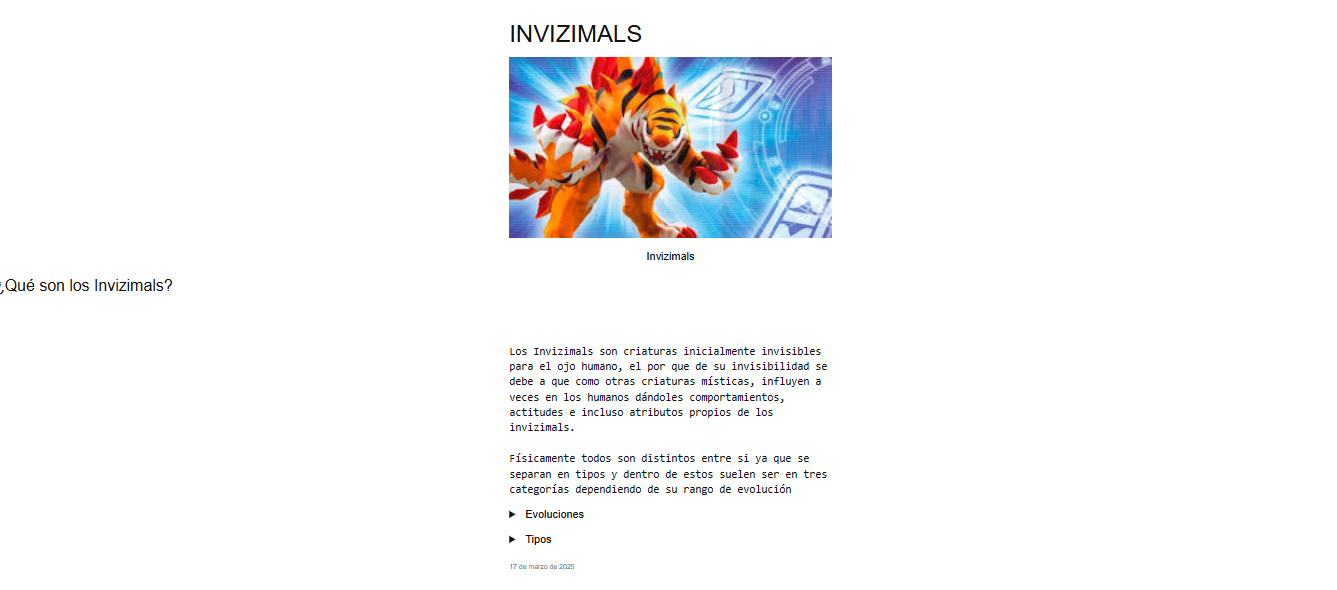 INVIZIMALS
Invizimals
¿Qué son los Invizimals?
Los Invizimals son criaturas inicialmente invisibles
para el ojo humano, el por que de su invisibilidad se
debe a que como otras criaturas místicas, influyen a
veces en los humanos dándoles comportamientos,
actitudes e incluso atributos propios de los
invizimals.
Físicamente todos son distintos entre si ya que se
separan en tipos y dentro de estos suelen ser en tres
categorías dependiendo de su rango de evolución
Evoluciones
Tipos
17 de marzo de 2025